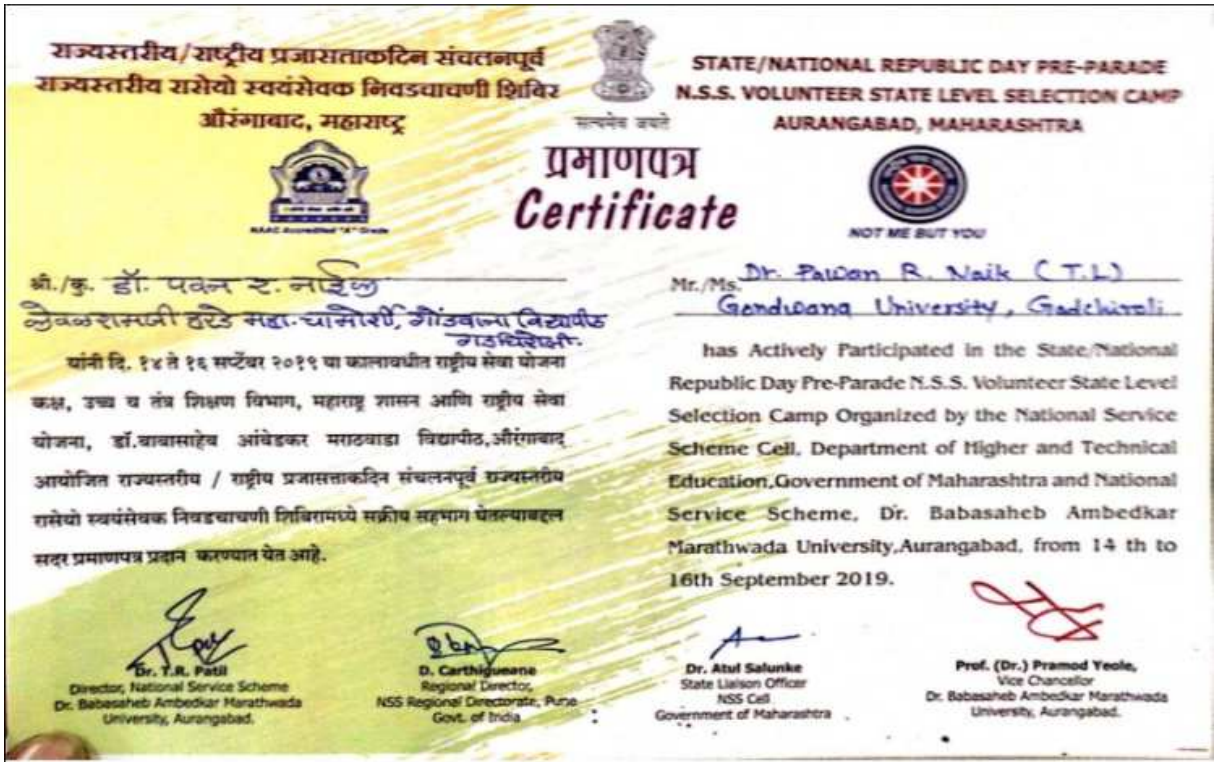 राज्यस्तरीय/राष्ट्रीय प्रजासत्ताकदिन संचलनपूर्व
राज्यस्तरीय रासेयो स्वयंसेवक निवडचाचणी शिबिर
औरंगाबाद, महाराष्ट्र
सत्यमेव जयते
STATE/NATIONAL REPUBLIC DAY PRE-PARADE
N.S.S. VOLUNTEER STATE LEVEL SELECTION CAMP
AURANGABAD, MAHARASHTRA
प्रमाणपत्र
Certificate
NAAC Accredited "A" Grade
NOT ME BUT YOU
श्री./कु. डॉ. पवन र. नाईक
केवळरामजी हरडे महा. चामोर्शी, गोंडवाना विद्यापीठ
गडचिरोली.
यांनी दि. १४ ते १६ सप्टेंबर २०१९ या कालावधीत राष्ट्रीय सेवा योजना
कक्ष, उच्च व तंत्र शिक्षण विभाग, महाराष्ट्र शासन आणि राष्ट्रीय सेवा
योजना, डॉ.बाबासाहेब आंबेडकर मराठवाडा विद्यापीठ,औरंगाबाद
आयोजित राज्यस्तरीय / राष्ट्रीय प्रजासत्ताकदिन संचलनपूर्व राज्यस्तरीय
रासेयो स्वयंसेवक निवडचाचणी शिबिरामध्ये सक्रीय सहभाग घेतल्याबद्दल
सदर प्रमाणपत्र प्रदान करण्यात येत आहे.
Mr./Ms. Dr. Pawan R. Naik (T.L)
Gondwana University, Gadchiroli
has Actively Participated in the State/National
Republic Day Pre-Parade N.S.S. Volunteer State Level
Selection Camp Organized by the National Service
Scheme Cell, Department of Higher and Technical
Education,Government of Maharashtra and National
Service Scheme, Dr. Babasaheb Ambedkar
Marathwada University,Aurangabad, from 14 th to
16th September 2019.
Dr. T.R. Patil
Director, National Service Scheme
Dr. Babasaheb Ambedkar Marathwada
University, Aurangabad.
D. Carthigueane
Regional Director,
NSS Regional Directorate, Pune
Govt. of India
Dr. Atul Salunke
State Liaison Officer
NSS Cell
Government of Maharashtra
Prof. (Dr.) Pramod Yeole,
Vice Chancellor
Dr. Babasaheb Ambedkar Marathwada
University, Aurangabad.